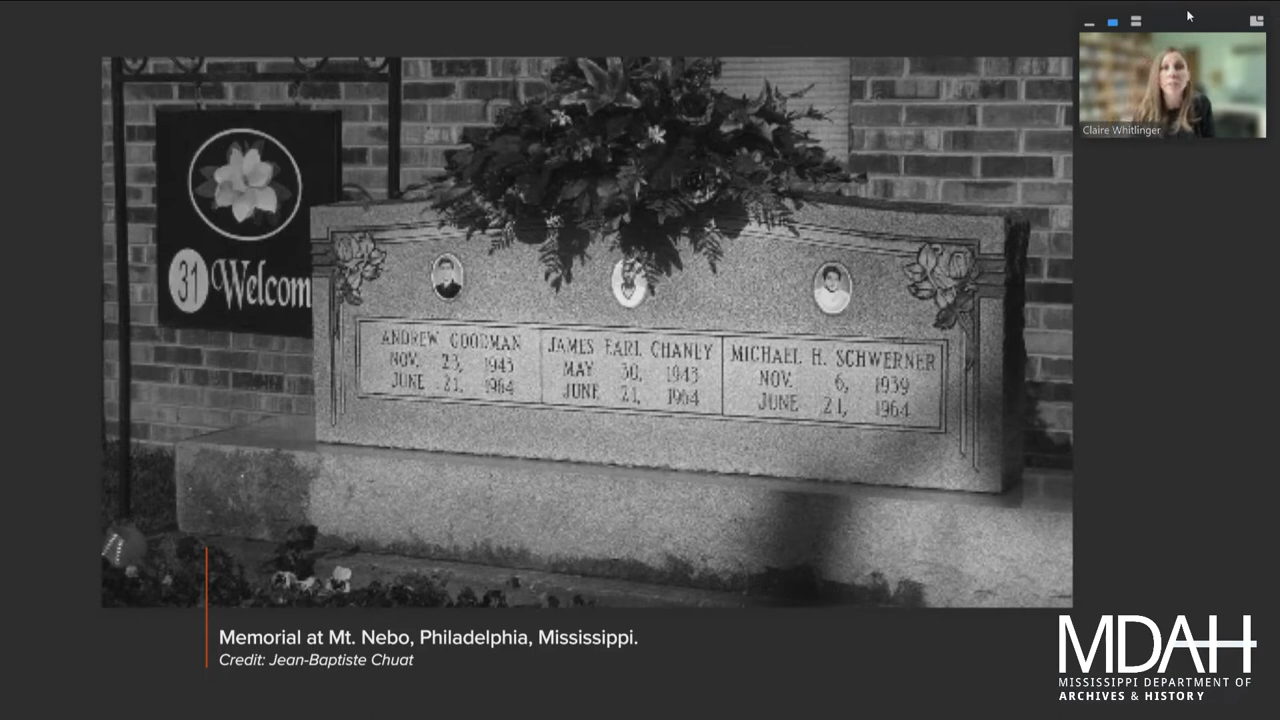 Claire Whitlinger
31 Welcom
ANDREW GOODMAN
NOV. 23, 1943
JUNE 21, 1964
JAMES EARL CHANEY
MAY 30, 1943
JUNE 21, 1964
MICHAEL H. SCHWERNER
NOV. 6, 1939
JUNE 21, 1964
Memorial at Mt. Nebo, Philadelphia, Mississippi.
Credit: Jean-Baptiste Chuat
MDAH
MISSISSIPPI DEPARTMENT OF
ARCHIVES & HISTORY